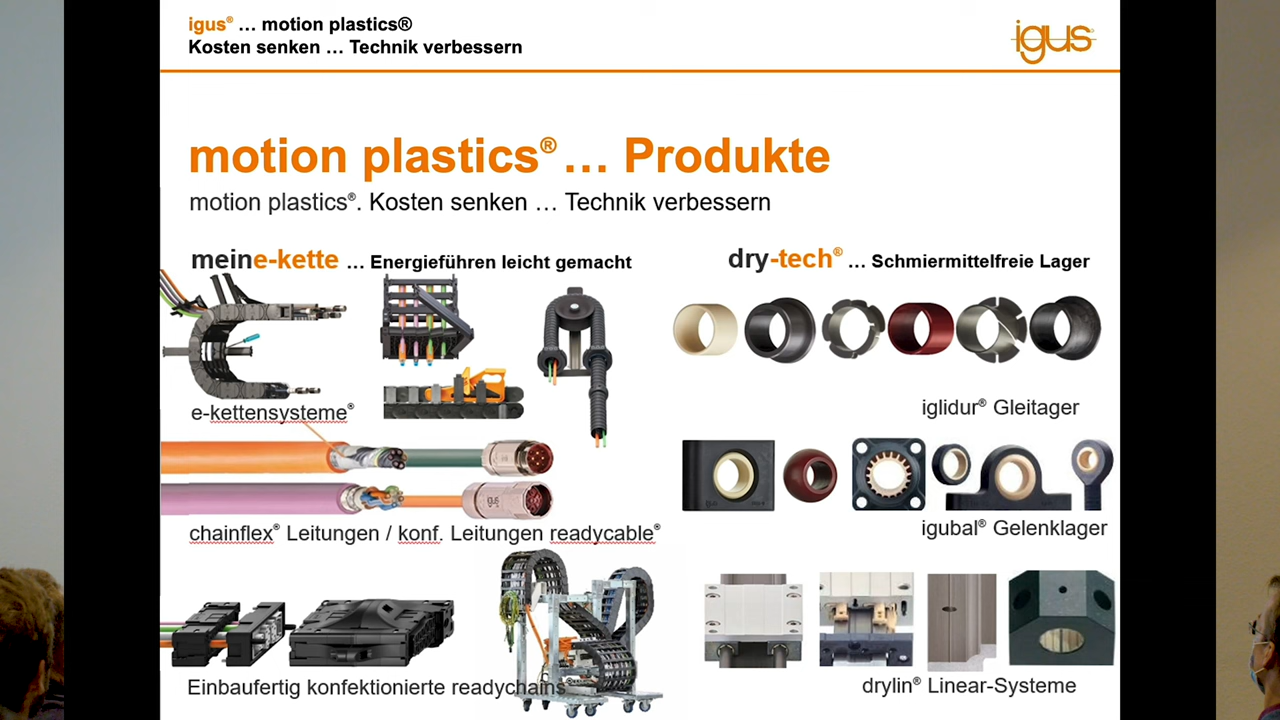 igus® ... motion plastics®
Kosten senken ... Technik verbessern
igus®
motion plastics® ... Produkte
motion plastics®. Kosten senken ... Technik verbessern
meine-kette ... Energieführen leicht gemacht
dry-tech® ... Schmiermittelfreie Lager
e-kettensysteme®
iglidur® Gleitager
chainflex® Leitungen / konf. Leitungen readycable®
igubal® Gelenklager
Einbaufertig konfektionierte readychains®
drylin® Linear-Systeme